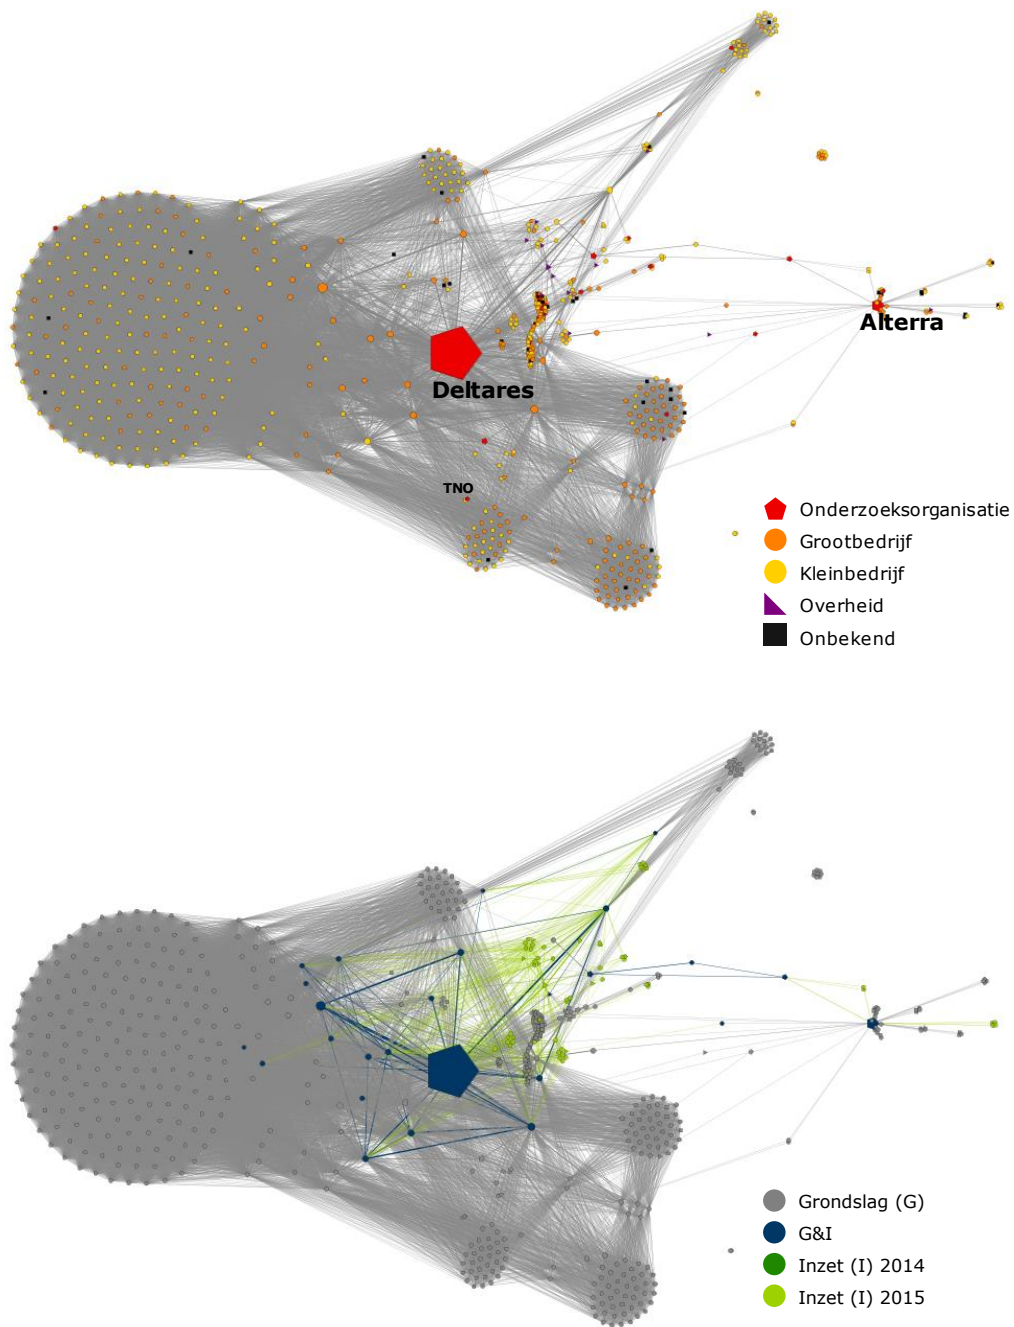 Alterra
Deltares
TNO
Onderzoeksorganisatie
Grootbedrijf
Kleinbedrijf
Overheid
Onbekend
Grondslag (G)
G&I
Inzet (I) 2014
Inzet (I) 2015